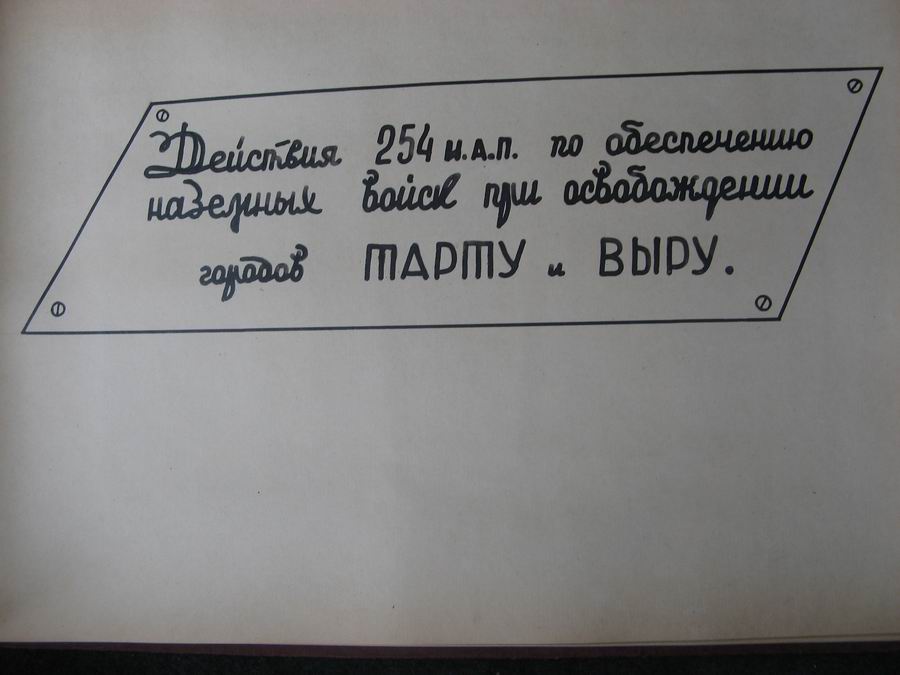 Действия 254 И.А.П. по обеспечению
наземных войск при освобождении
городов ТАРТУ и ВЫРУ.